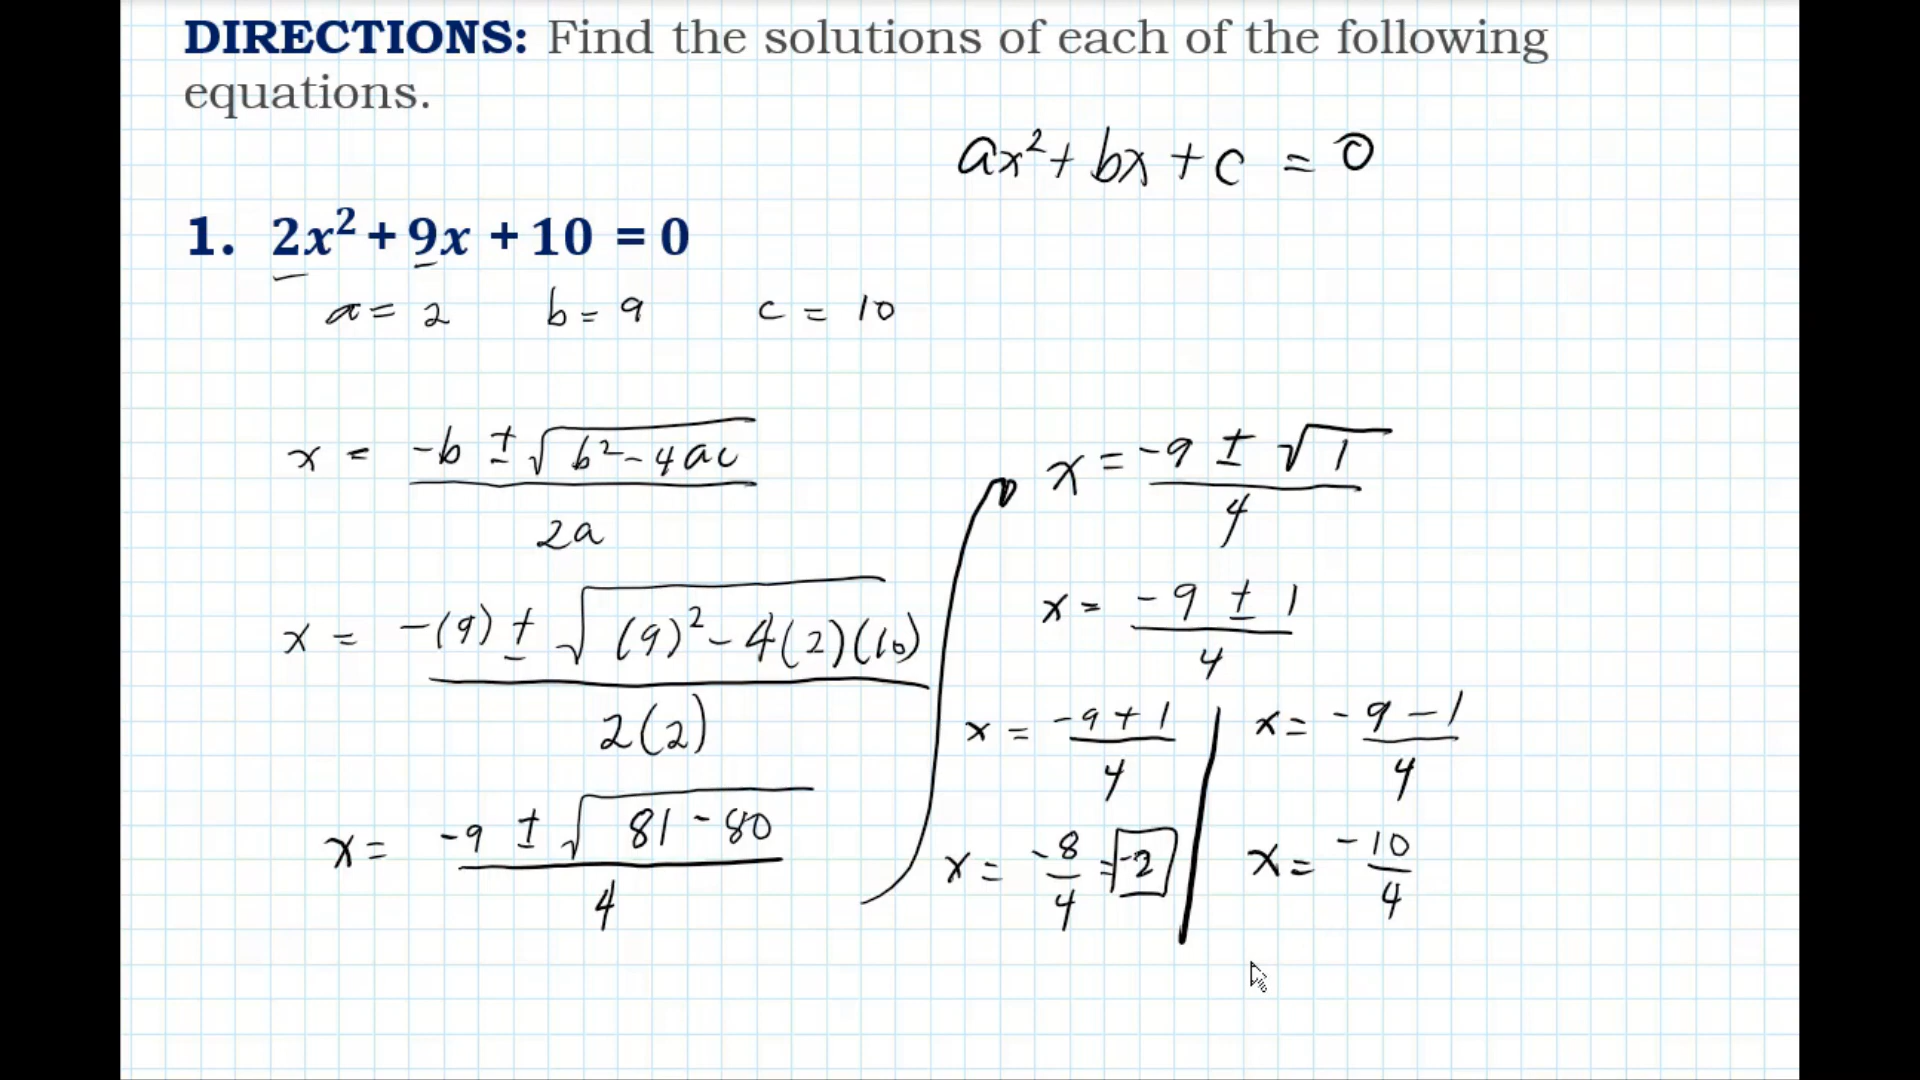 DIRECTIONS: Find the solutions of each of the following
equations.
ax² + bx + c = 0
1. 2x² + 9x + 10 = 0
a = 2 b = 9 c = 10
x = (-b ± √(b² - 4ac)) / 2a
x = (-(9) ± √((9)² - 4(2)(10))) / 2(2)
x = (-9 ± √(81 - 80)) / 4
x = (-9 ± √1) / 4
x = (-9 ± 1) / 4
x = (-9 + 1) / 4
x = -8/4 = -2
x = (-9 - 1) / 4
x = -10/4